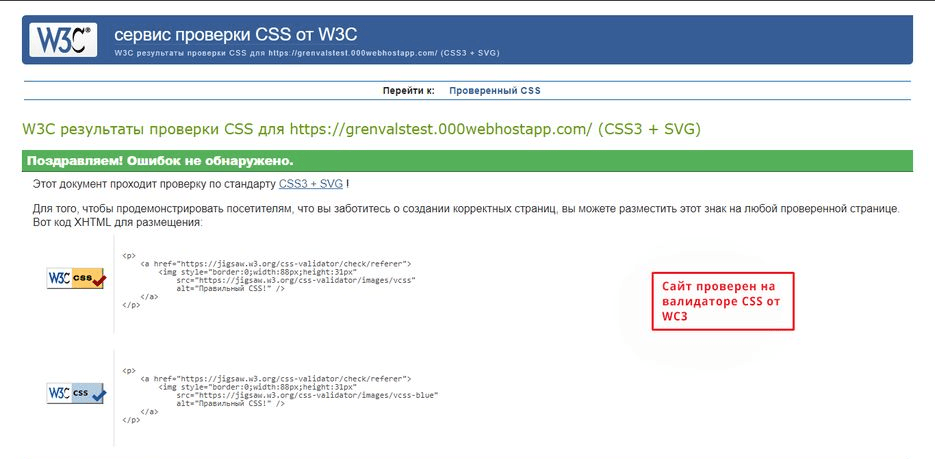 W3C®
сервис проверки CSS от W3C
W3C результаты проверки CSS для https://grenvalstest.000webhostapp.com/ (CSS3 + SVG)
Перейти к: Проверенный CSS
W3C результаты проверки CSS для https://grenvalstest.000webhostapp.com/ (CSS3 + SVG)
Поздравляем! Ошибок не обнаружено.
Этот документ проходит проверку по стандарту CSS3 + SVG !
Для того, чтобы продемонстрировать посетителям, что вы заботитесь о создании корректных страниц, вы можете разместить этот знак на любой проверенной странице.
Вот код XHTML для размещения:
W3C css
<p>
<a href="https://jigsaw.w3.org/css-validator/check/referer">
<img style="border:0;width:88px;height:31px"
src="https://jigsaw.w3.org/css-validator/images/vcss"
alt="Правильный CSS!" />
</a>
</p>
Сайт проверен на
валидаторе CSS от
WC3
W3C css
<p>
<a href="https://jigsaw.w3.org/css-validator/check/referer">
<img style="border:0;width:88px;height:31px"
src="https://jigsaw.w3.org/css-validator/images/vcss-blue"
alt="Правильный CSS!" />
</a>
</p>